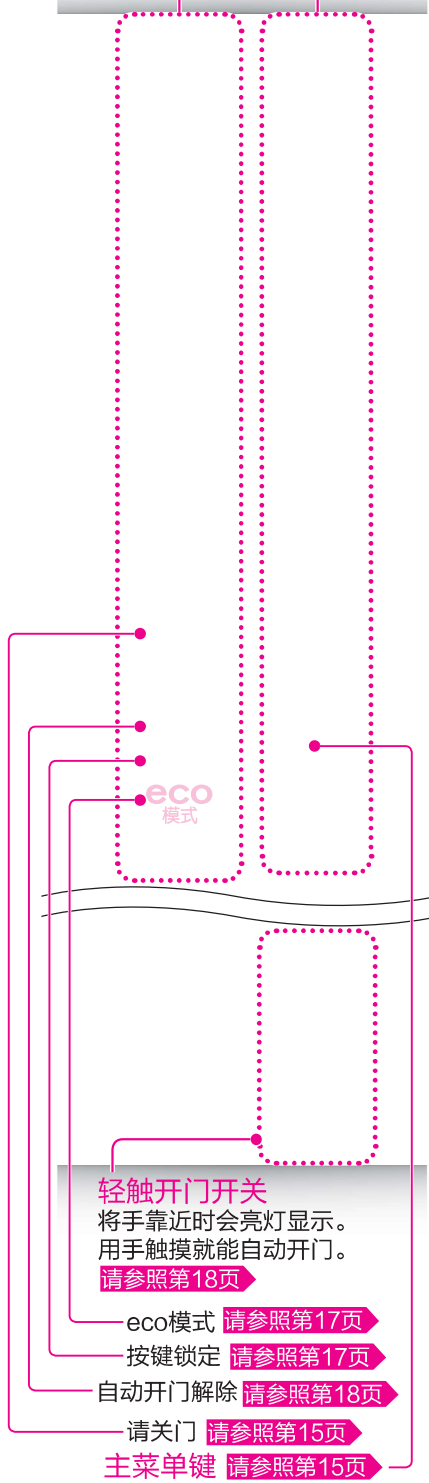 eco
模式
轻触开门开关
将手靠近时会亮灯显示。
用手触摸就能自动开门。
请参照第18页
eco模式 请参照第17页
按键锁定 请参照第17页
自动开门解除 请参照第18页
请关门 请参照第15页
主菜单键 请参照第15页